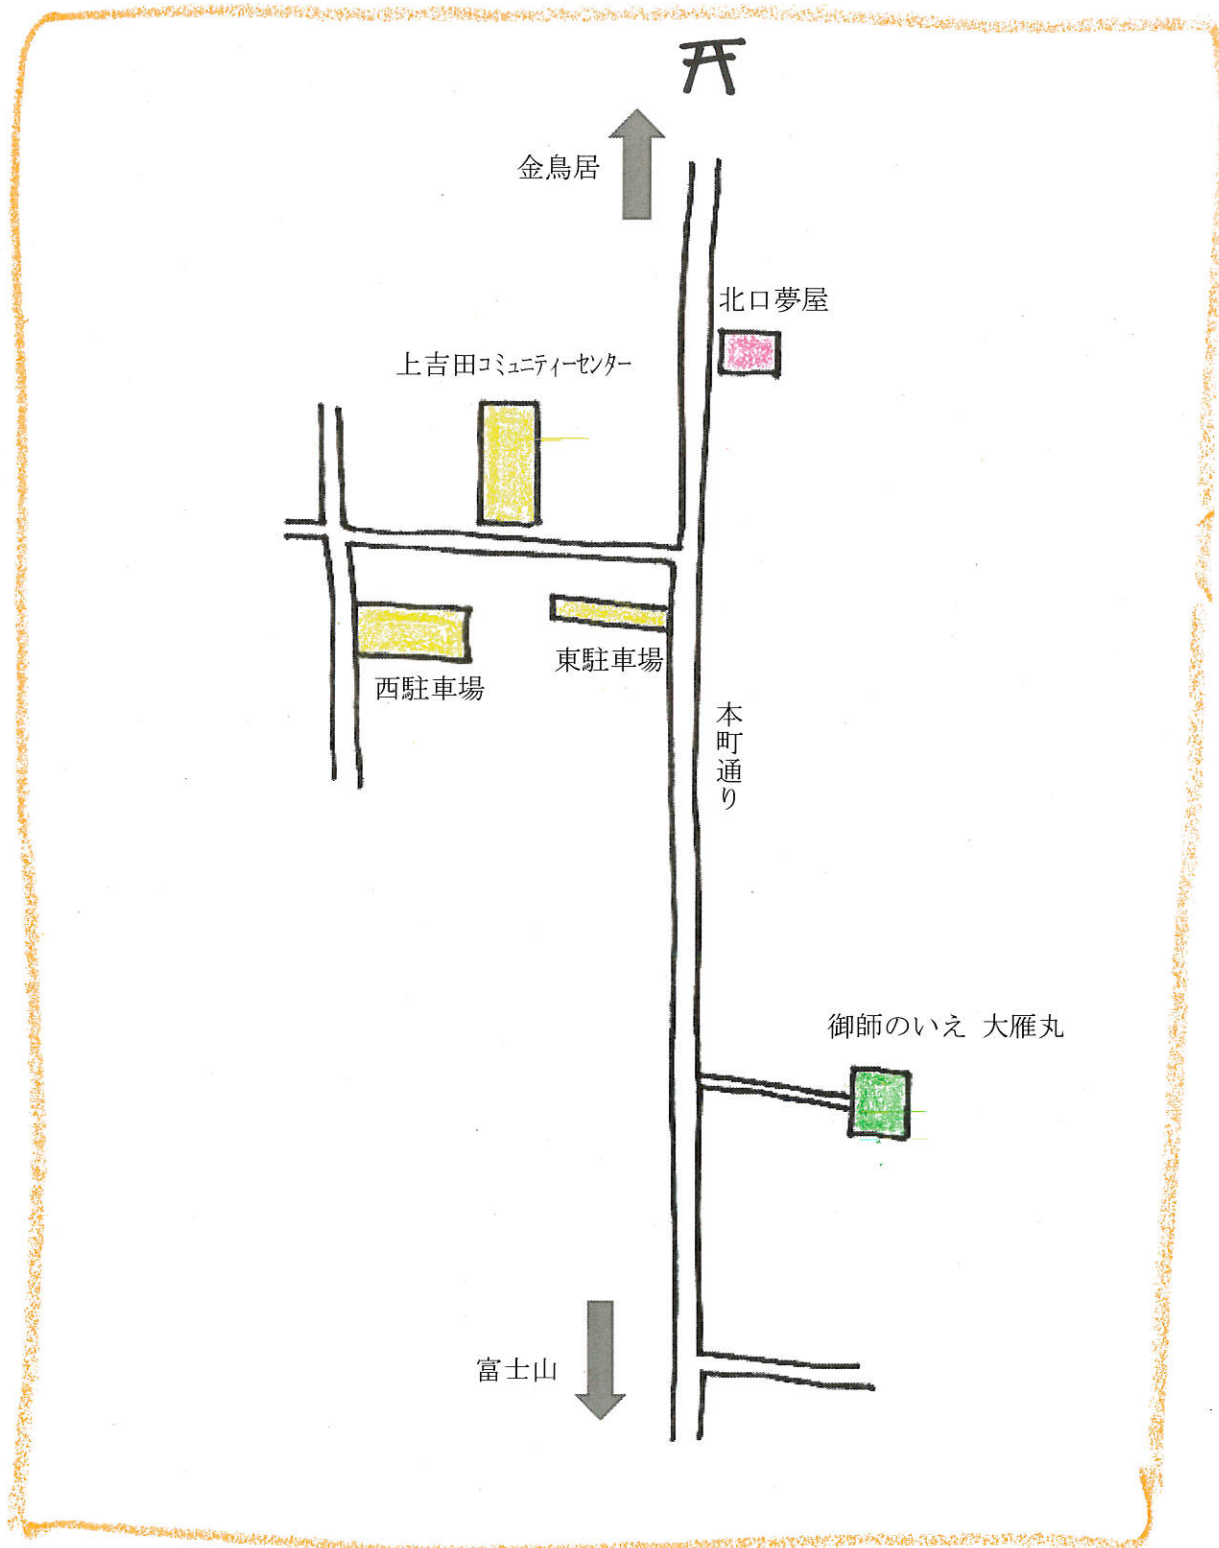 金鳥居
北口夢屋
上吉田コミュニティーセンター
東駐車場
西駐車場
本町通り
御師のいえ 大雁丸
富士山